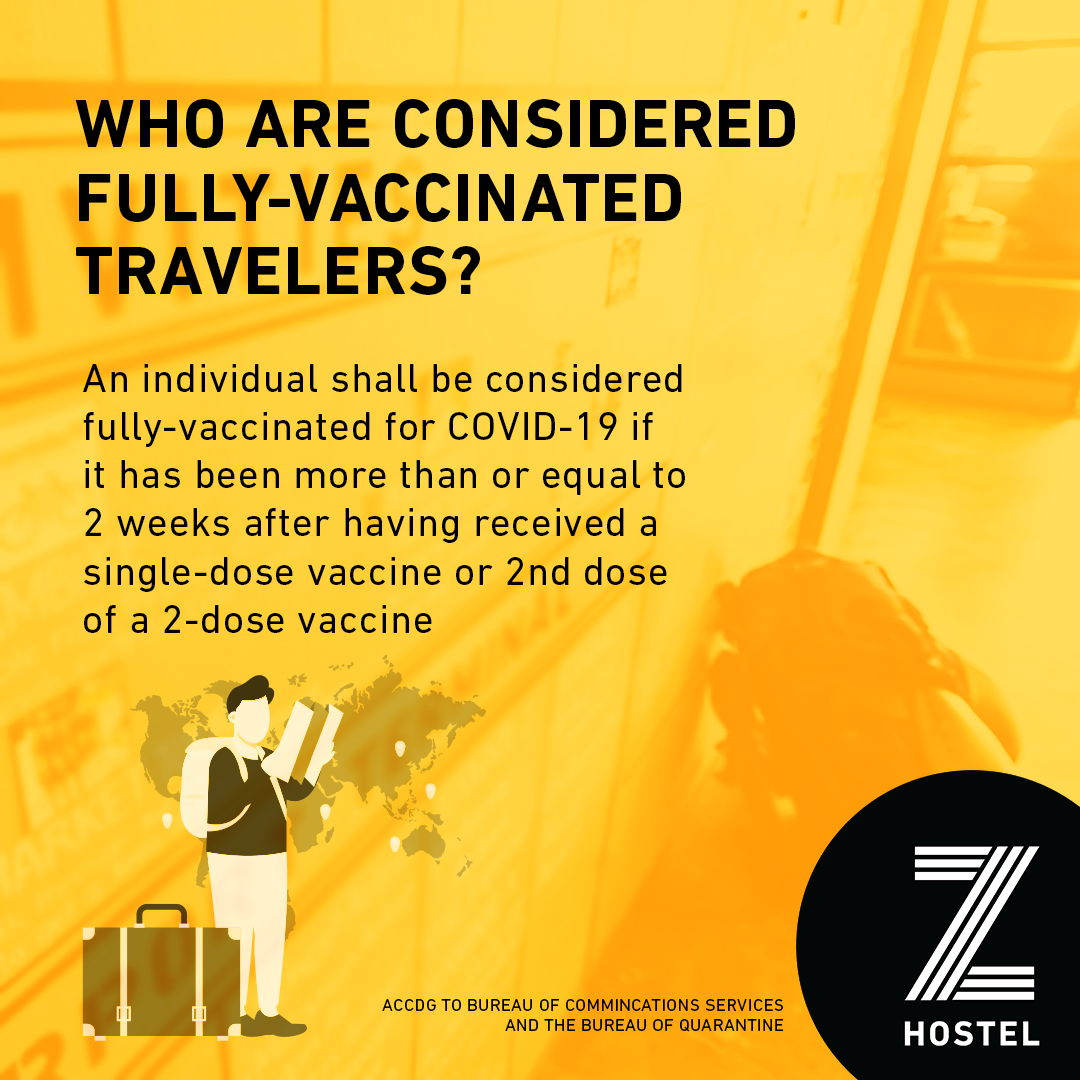 WHO ARE CONSIDERED
FULLY-VACCINATED
TRAVELERS?
An individual shall be considered
fully-vaccinated for COVID-19 if
it has been more than or equal to
2 weeks after having received a
single-dose vaccine or 2nd dose
of a 2-dose vaccine
ACCDG TO BUREAU OF COMMINCATIONS SERVICES
AND THE BUREAU OF QUARANTINE
Z
HOSTEL